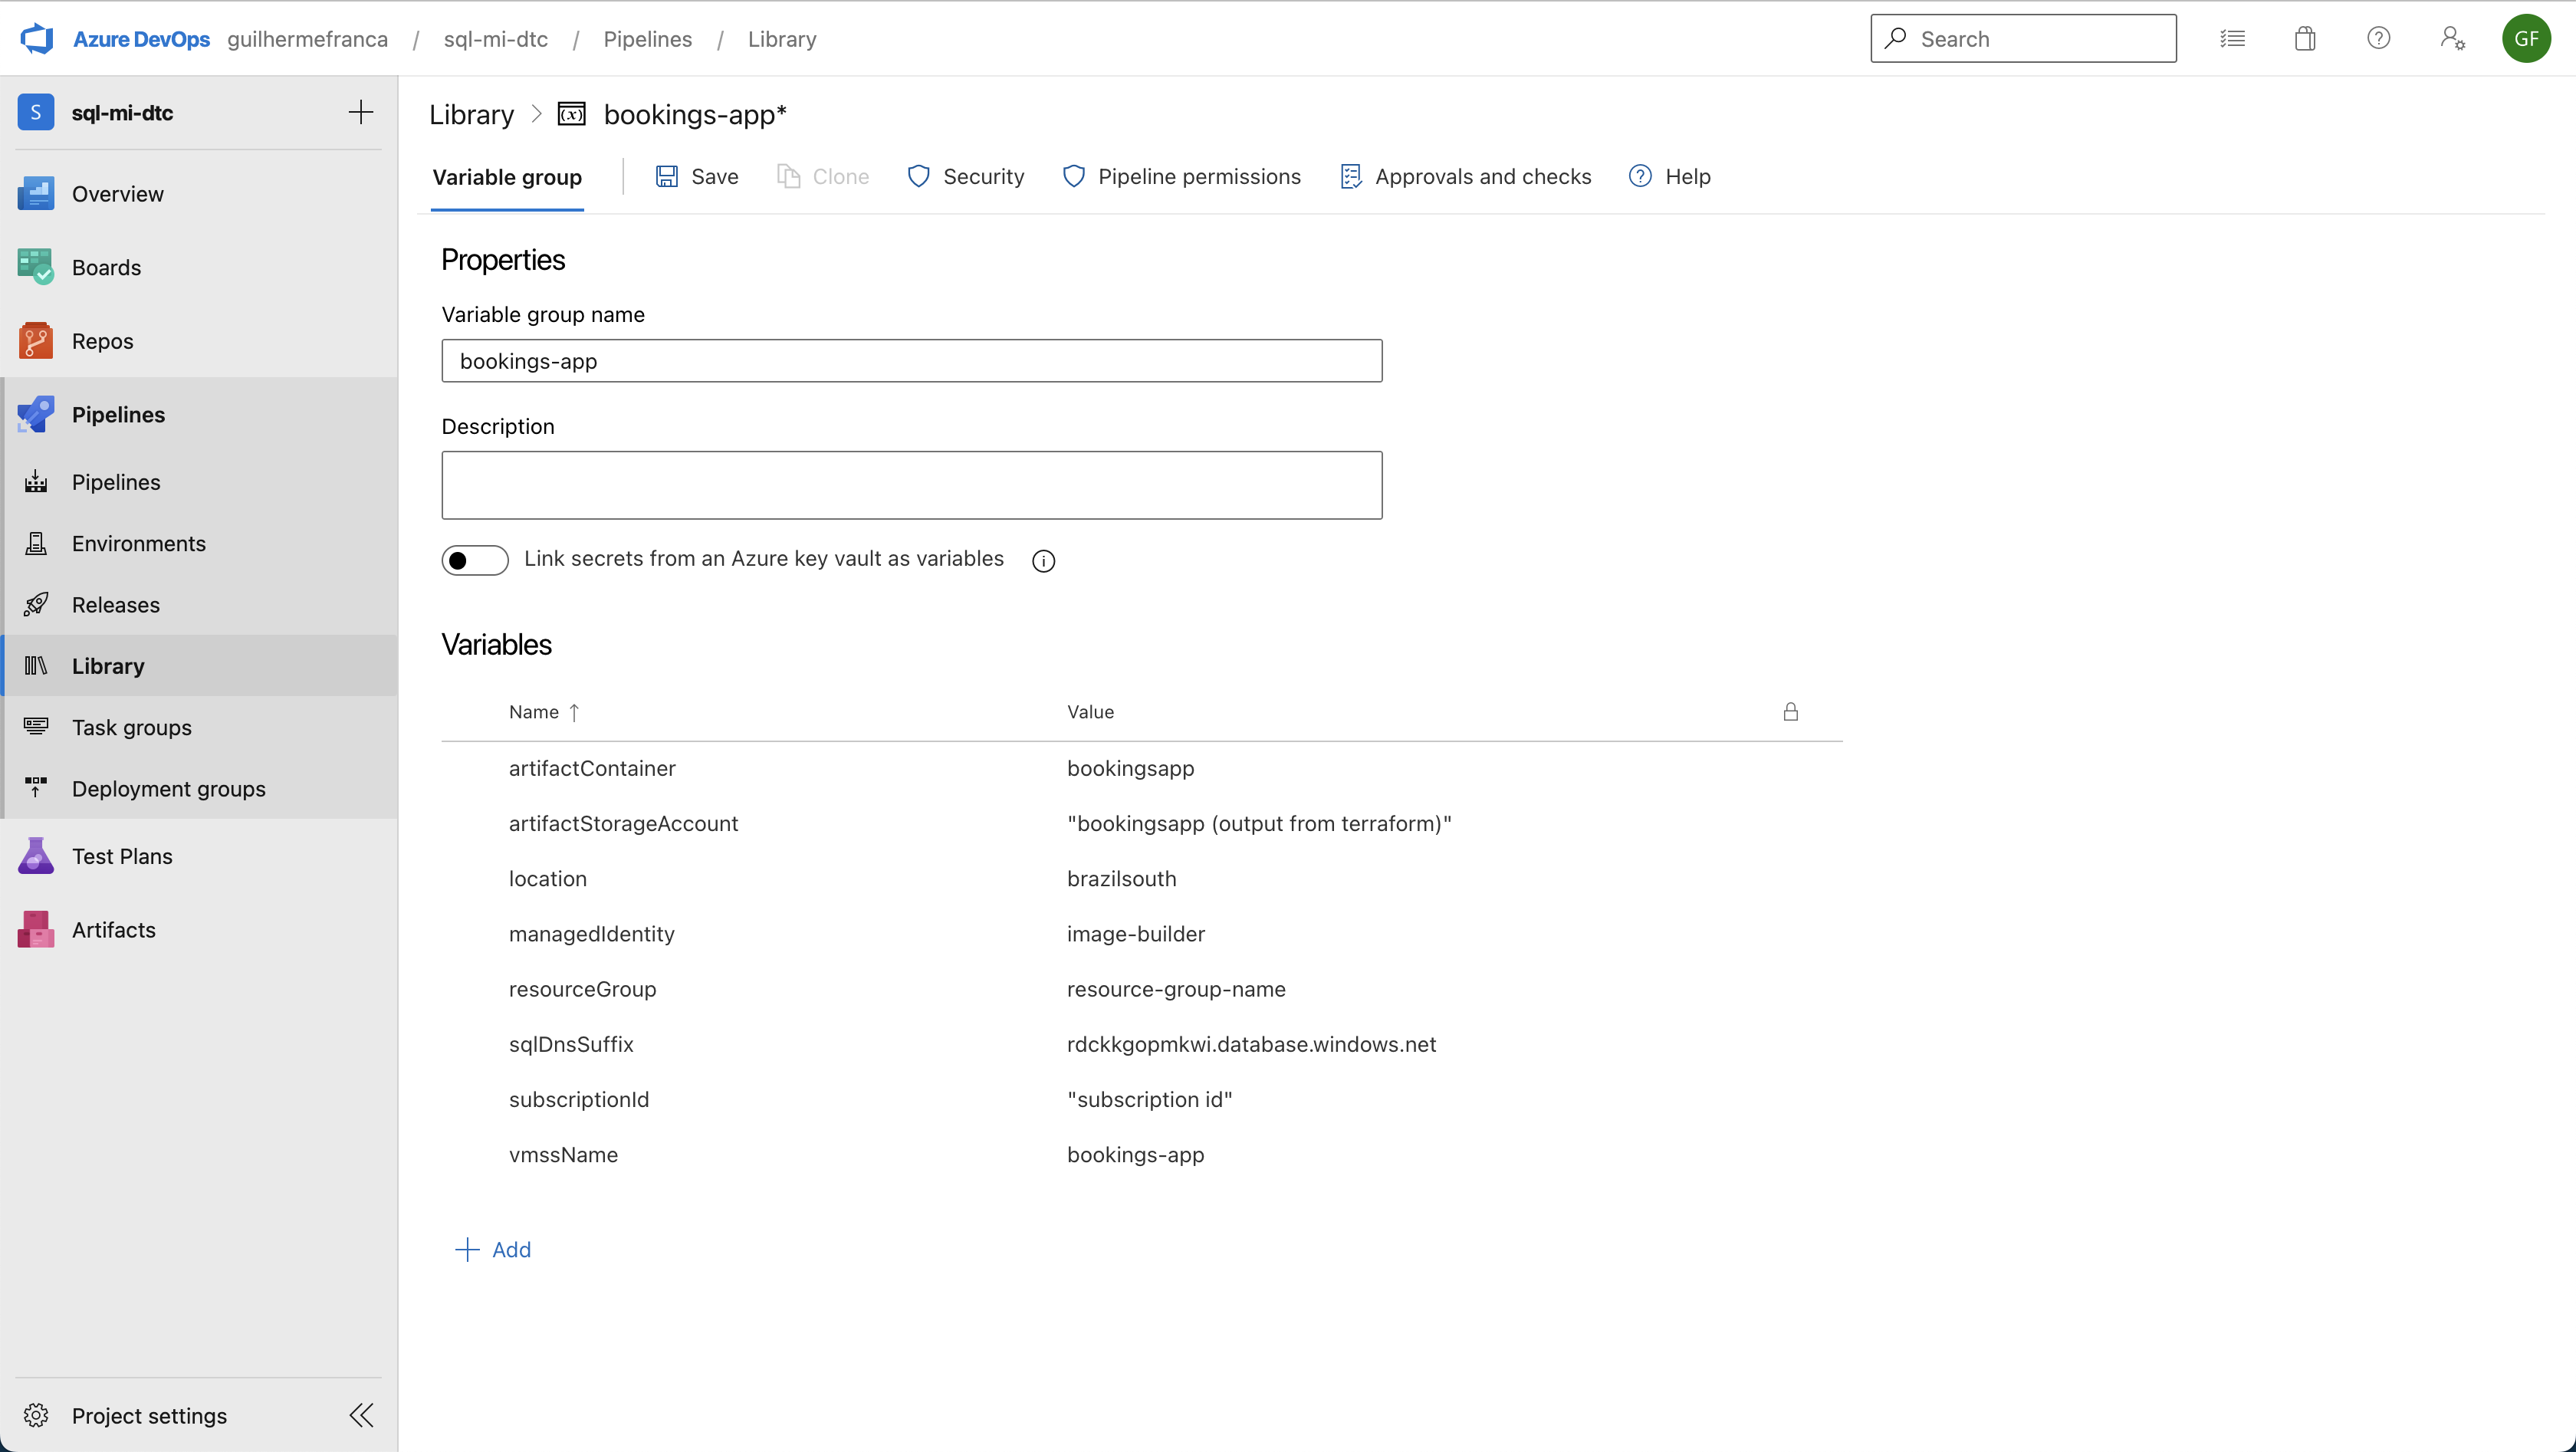 Azure DevOps guilhermefranca / sql-mi-dtc / Pipelines / Library
Search
GF
S sql-mi-dtc
Overview
Boards
Repos
Pipelines
Pipelines
Environments
Releases
Library
Task groups
Deployment groups
Test Plans
Artifacts
Project settings
Library > (x) bookings-app*
Variable group Save Clone Security Pipeline permissions Approvals and checks Help
Properties
Variable group name
bookings-app
Description
Link secrets from an Azure key vault as variables
Variables
Name ↑ Value
artifactContainer bookingsapp
artifactStorageAccount "bookingsapp (output from terraform)"
location brazilsouth
managedIdentity image-builder
resourceGroup resource-group-name
sqlDnsSuffix rdckkgopmkwi.database.windows.net
subscriptionId "subscription id"
vmssName bookings-app
+ Add